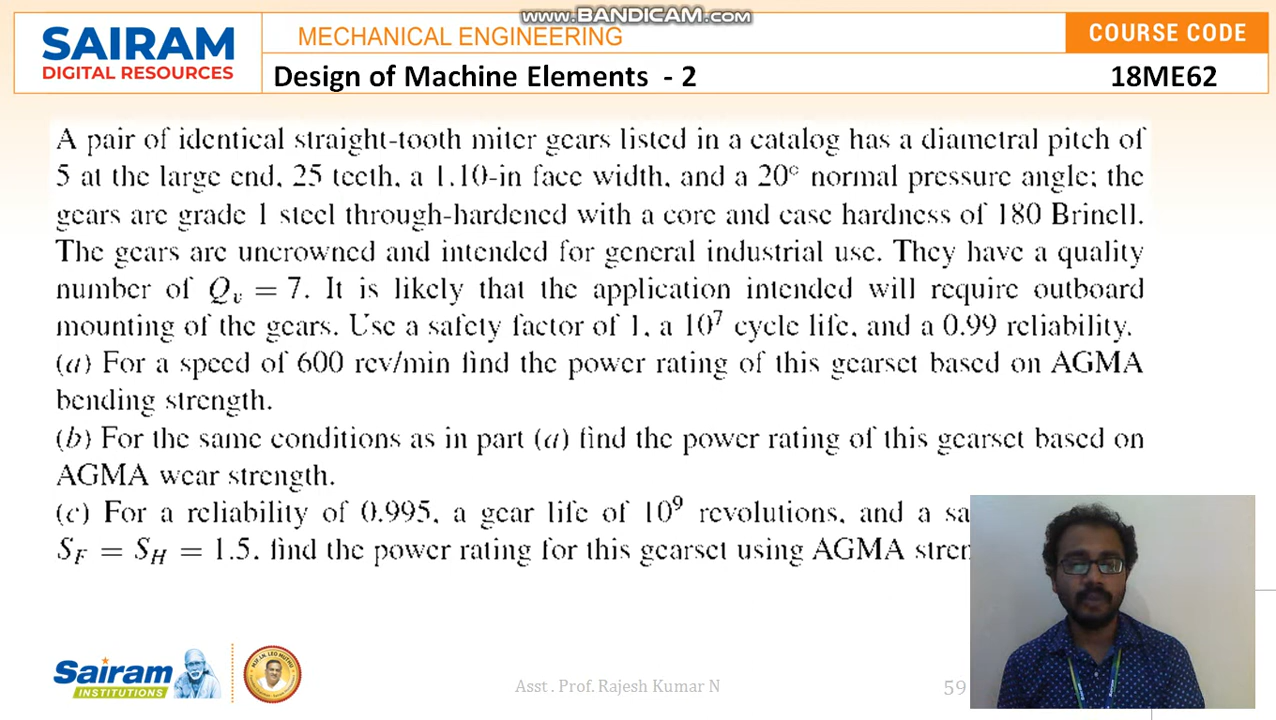 www.BANDICAM.com
SAIRAM
DIGITAL RESOURCES
MECHANICAL ENGINEERING
COURSE CODE
Design of Machine Elements - 2
18ME62
A pair of identical straight-tooth miter gears listed in a catalog has a diametral pitch of
5 at the large end, 25 teeth, a 1.10-in face width, and a 20° normal pressure angle; the
gears are grade 1 steel through-hardened with a core and case hardness of 180 Brinell.
The gears are uncrowned and intended for general industrial use. They have a quality
number of Qv = 7. It is likely that the application intended will require outboard
mounting of the gears. Use a safety factor of 1, a 10⁷ cycle life, and a 0.99 reliability.
(a) For a speed of 600 rev/min find the power rating of this gearset based on AGMA
bending strength.
(b) For the same conditions as in part (a) find the power rating of this gearset based on
AGMA wear strength.
(c) For a reliability of 0.995, a gear life of 10⁹ revolutions, and a
SF = SH = 1.5, find the power rating for this gearset using AGMA
Sairam
INSTITUTIONS
Asst . Prof. Rajesh Kumar N
59